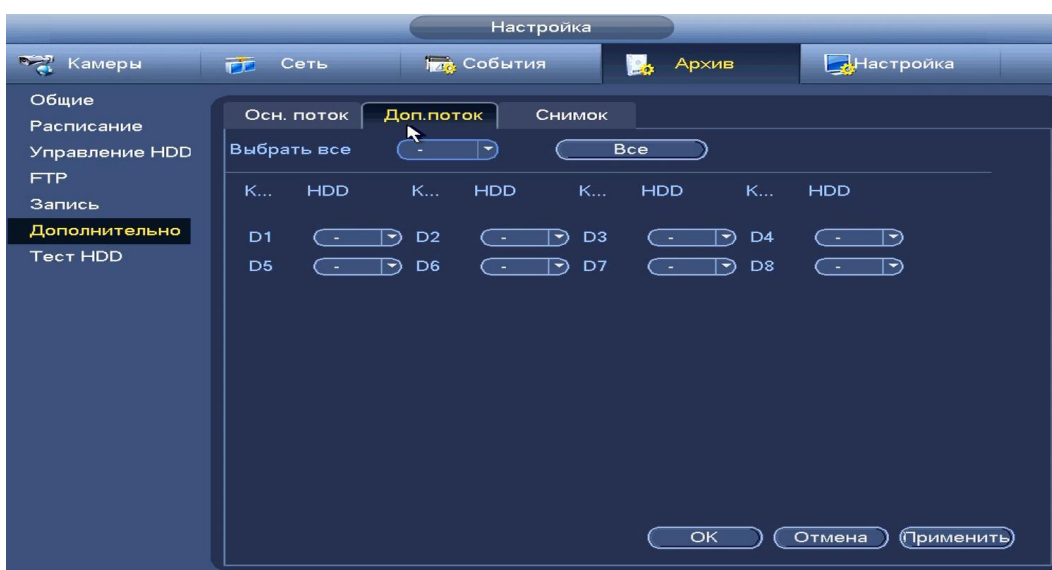 Настройка
Камеры Сеть События Архив Настройка
Общие
Расписание
Управление HDD
FTP
Запись
Дополнительно
Тест HDD
Осн. поток Доп.поток Снимок
Выбрать все - Все
К... HDD К... HDD К... HDD К... HDD
D1 - D2 - D3 - D4 -
D5 - D6 - D7 - D8 -
OK Отмена Применить